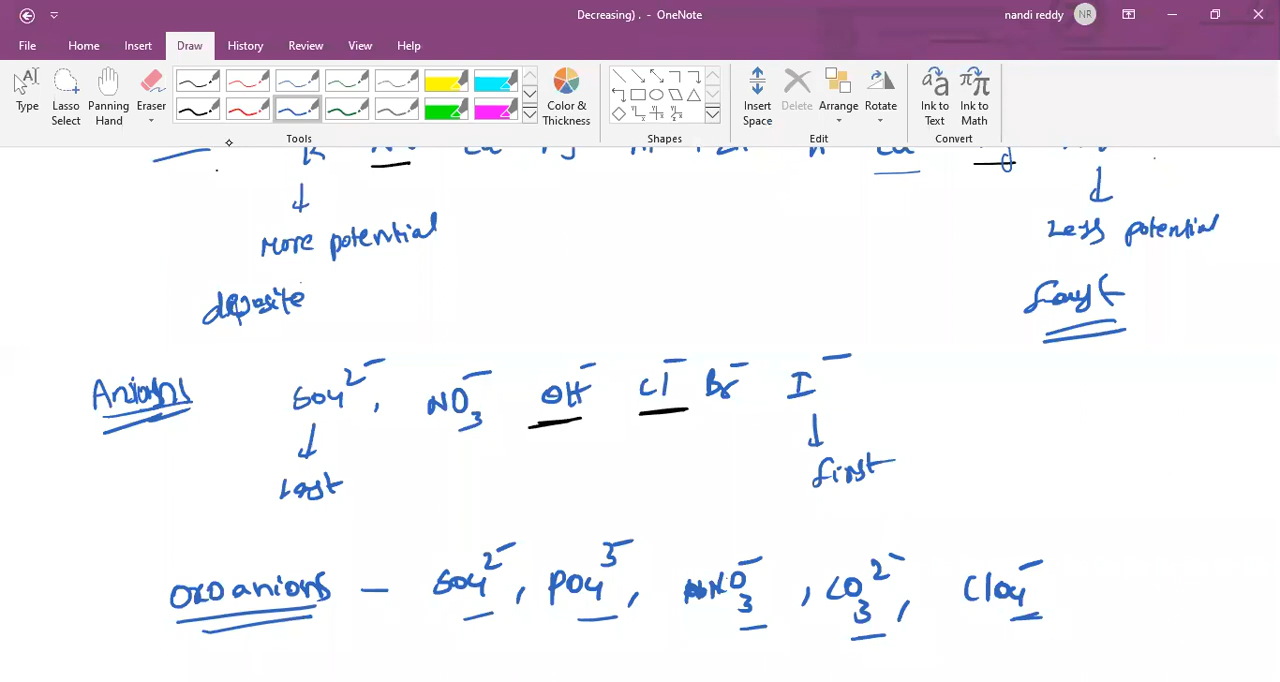 Decreasing) . - OneNote
nandi reddy NR
File Home Insert Draw History Review View Help
Type Lasso Select Panning Hand Eraser Color & Thickness Insert Space Delete Arrange Rotate Ink to Text Ink to Math
Tools Shapes Edit Convert
K
More potential Less potential
deposite first
Anions SO4 2-, NO3 - OH- Cl- Br- I-
Last first
Oxo anions - SO4 2-, PO4 3-, NO3 -, CO3 2-, ClO4 -